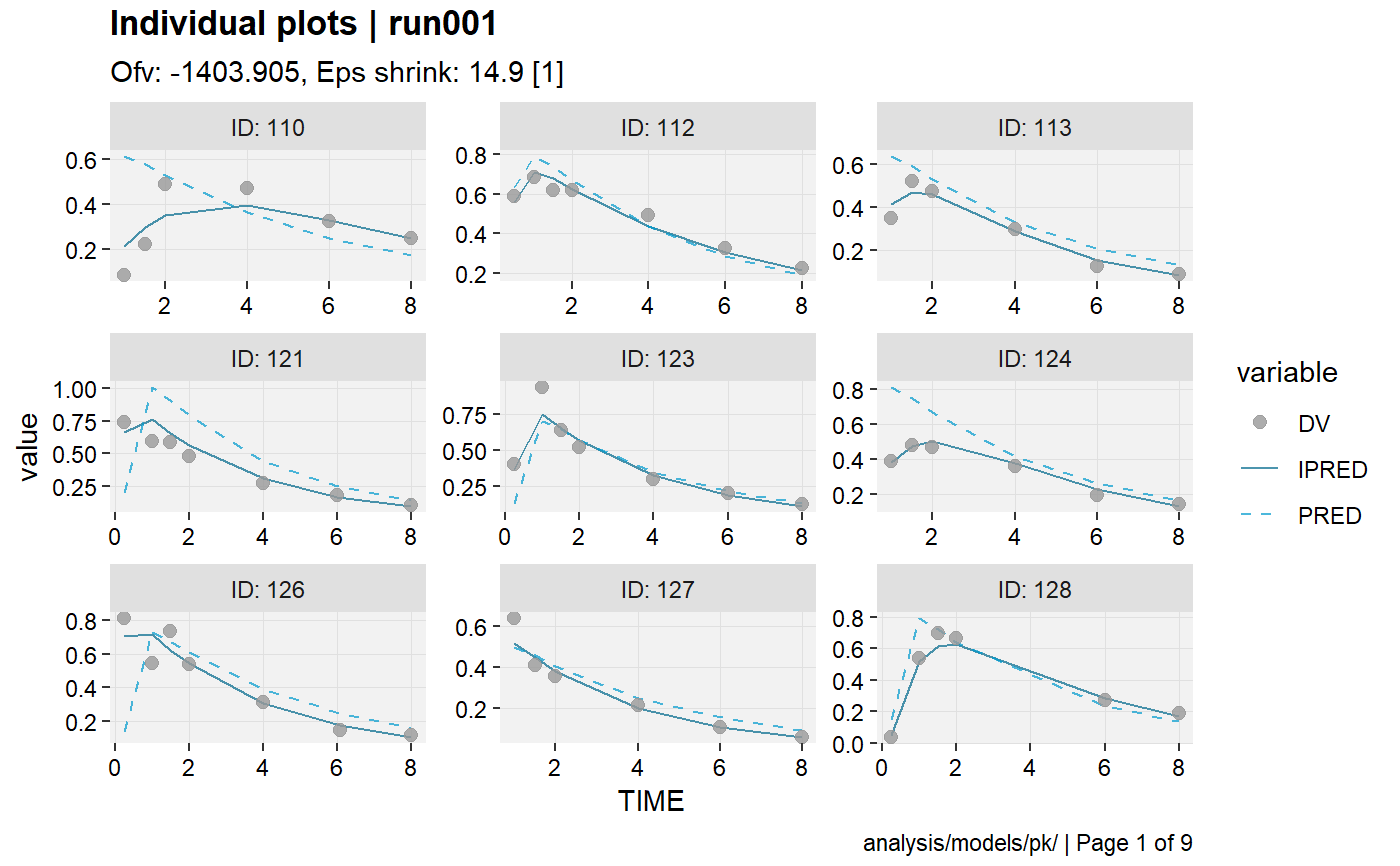 Individual plots | run001
Ofv: -1403.905, Eps shrink: 14.9 [1]
ID: 110
ID: 112
ID: 113
0.6
0.4
0.2
2 4 6 8
0.8
0.6
0.4
0.2
2 4 6 8
0.6
0.4
0.2
2 4 6 8
ID: 121
ID: 123
ID: 124
value
1.00
0.75
0.50
0.25
0 2 4 6 8
0.75
0.50
0.25
0 2 4 6 8
0.8
0.6
0.4
0.2
2 4 6 8
ID: 126
ID: 127
ID: 128
0.8
0.6
0.4
0.2
0 2 4 6 8
0.6
0.4
0.2
2 4 6 8
0.8
0.6
0.4
0.2
0.0
0 2 4 6 8
TIME
variable
DV
IPRED
PRED
analysis/models/pk/ | Page 1 of 9